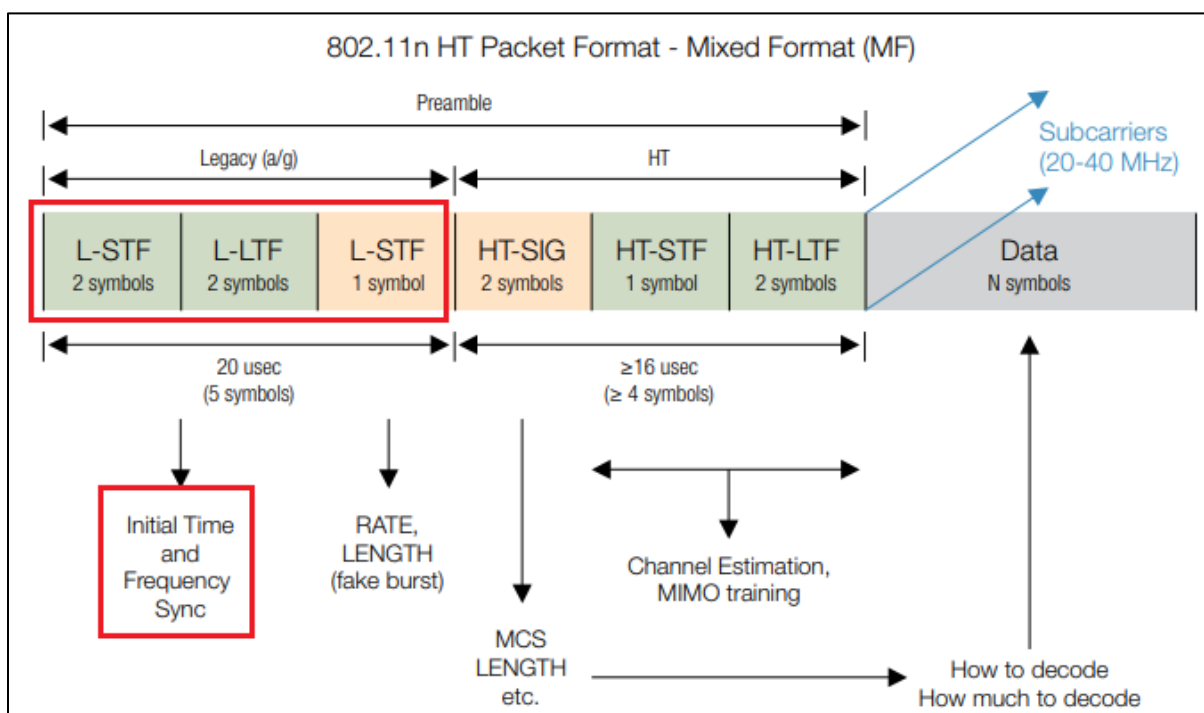 802.11n HT Packet Format - Mixed Format (MF)
Preamble
Subcarriers
(20-40 MHz)
Legacy (a/g)
HT
L-STF
2 symbols
L-LTF
2 symbols
L-STF
1 symbol
HT-SIG
2 symbols
HT-STF
1 symbol
HT-LTF
2 symbols
Data
N symbols
20 usec
(5 symbols)
≥16 usec
(≥ 4 symbols)
Initial Time
and
Frequency
Sync
RATE,
LENGTH
(fake burst)
Channel Estimation,
MIMO training
MCS
LENGTH
etc.
How to decode
How much to decode